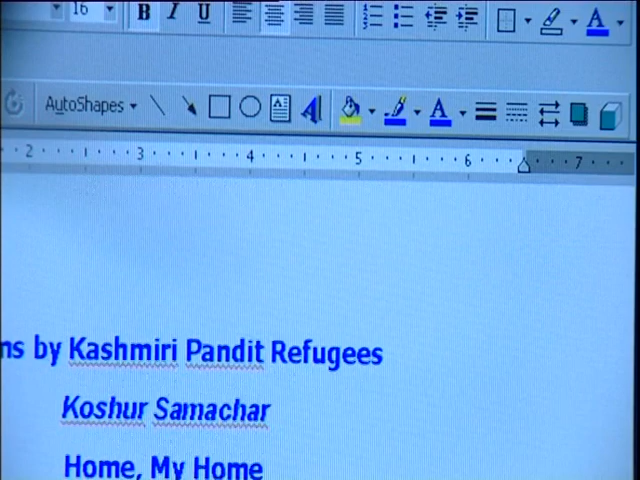 16 B I U A
AutoShapes A
2 3 4 5 6 7
ns by Kashmiri Pandit Refugees
Koshur Samachar
Home, My Home